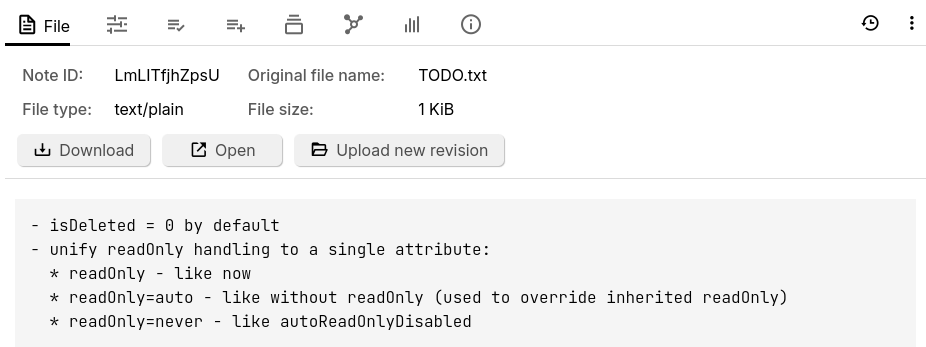 File
Note ID: LmLITfjhZpsU Original file name: TODO.txt
File type: text/plain File size: 1 KiB
Download Open Upload new revision
- isDeleted = 0 by default
- unify readOnly handling to a single attribute:
  * readOnly - like now
  * readOnly=auto - like without readOnly (used to override inherited readOnly)
  * readOnly=never - like autoReadOnlyDisabled